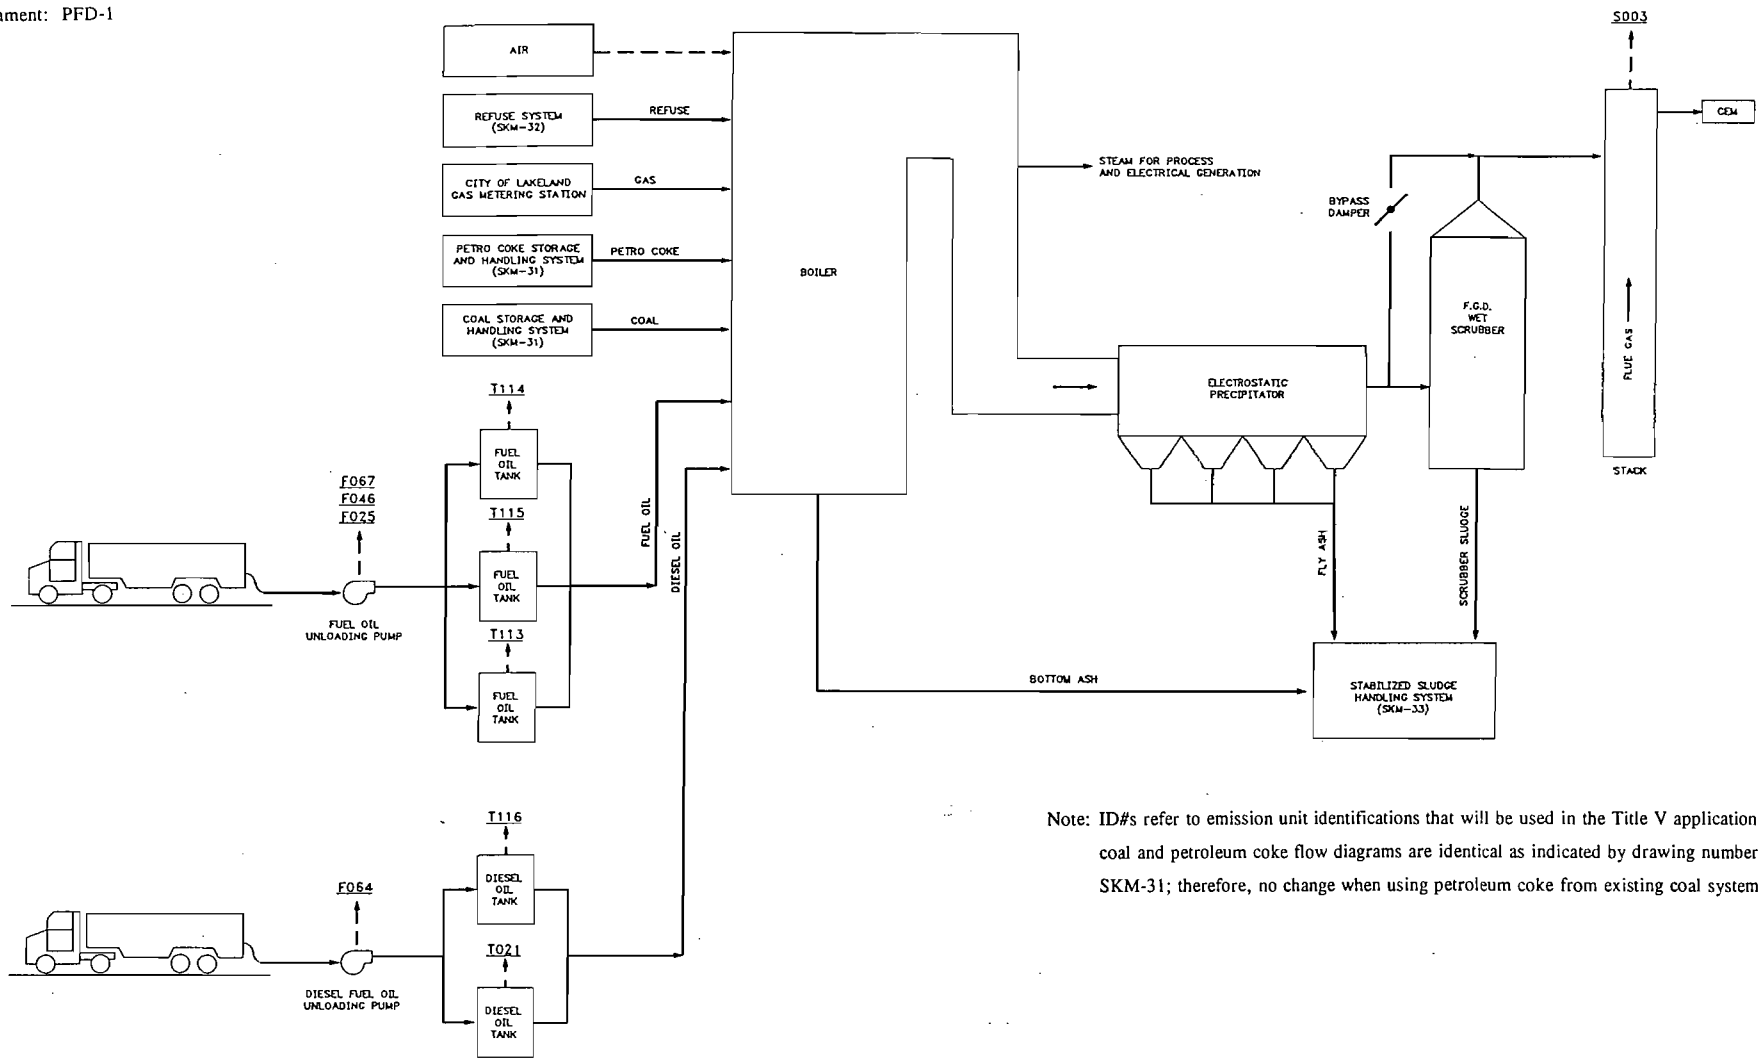 ament: PFD-1
S003
AIR
CEM
REFUSE SYSTEM
(SKM-32)
REFUSE
STEAM FOR PROCESS
AND ELECTRICAL GENERATION
CITY OF LAKELAND
GAS METERING STATION
GAS
BYPASS
DAMPER
PETRO COKE STORAGE
AND HANDLING SYSTEM
(SKM-31)
PETRO COKE
BOILER
COAL STORAGE AND
HANDLING SYSTEM
(SKM-31)
COAL
F.G.D.
WET
SCRUBBER
FLUE GAS
ELECTROSTATIC
PRECIPITATOR
STACK
T114
FUEL
OIL
TANK
F067
F046
F025
T115
FUEL
OIL
TANK
FUEL OIL
DIESEL OIL
FLY ASH
SCRUBBER SLUDGE
FUEL OIL
UNLOADING PUMP
T113
FUEL
OIL
TANK
BOTTOM ASH
STABILIZED SLUDGE
HANDLING SYSTEM
(SKM-33)
T116
DIESEL
OIL
TANK
F064
T021
DIESEL
OIL
TANK
DIESEL FUEL OIL
UNLOADING PUMP
Note: ID#s refer to emission unit identifications that will be used in the Title V application
coal and petroleum coke flow diagrams are identical as indicated by drawing number
SKM-31; therefore, no change when using petroleum coke from existing coal system